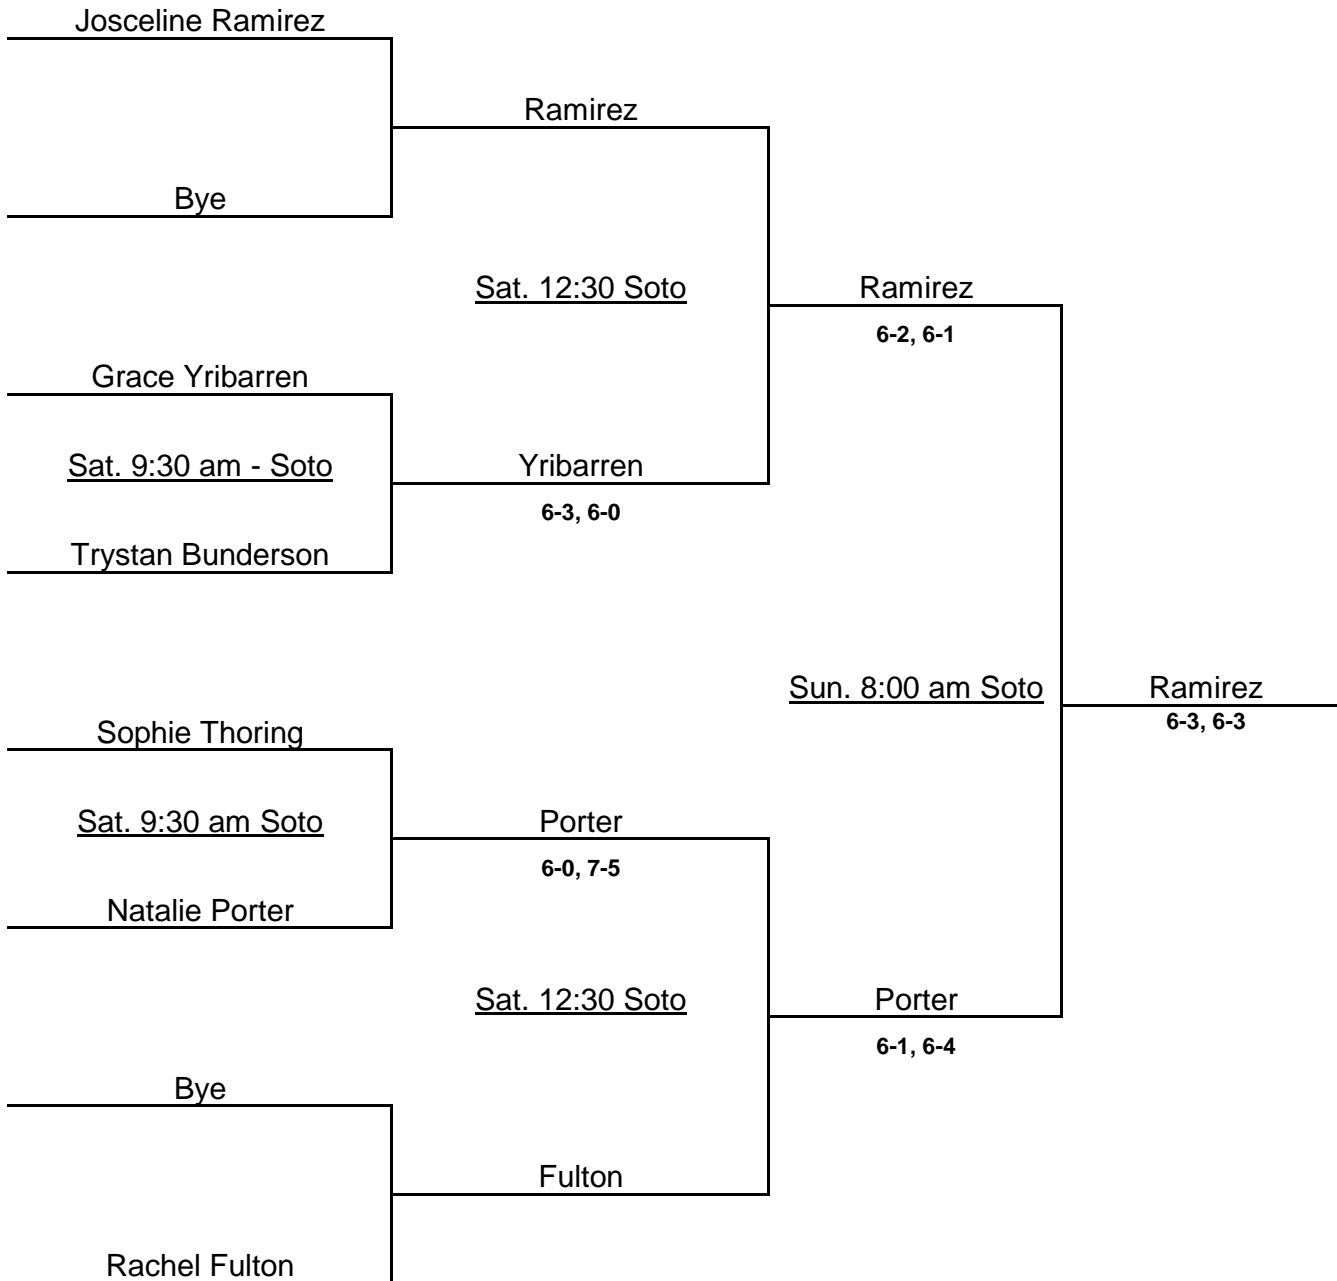 Josceline Ramirez
Ramirez
Bye
Sat. 12:30 Soto
Ramirez
6-2, 6-1
Grace Yribarren
Sat. 9:30 am - Soto
Yribarren
6-3, 6-0
Trystan Bunderson
Sun. 8:00 am Soto
Ramirez
6-3, 6-3
Sophie Thoring
Sat. 9:30 am Soto
Porter
6-0, 7-5
Natalie Porter
Sat. 12:30 Soto
Porter
6-1, 6-4
Bye
Fulton
Rachel Fulton